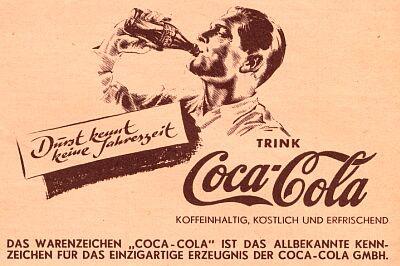 Durst kennt
keine Jahreszeit
TRINK
Coca-Cola
KOFFEINHALTIG, KÖSTLICH UND ERFRISCHEND
DAS WARENZEICHEN „COCA-COLA" IST DAS ALLBEKANNTE KENN-
ZEICHEN FÜR DAS EINZIGARTIGE ERZEUGNIS DER COCA-COLA GMBH.